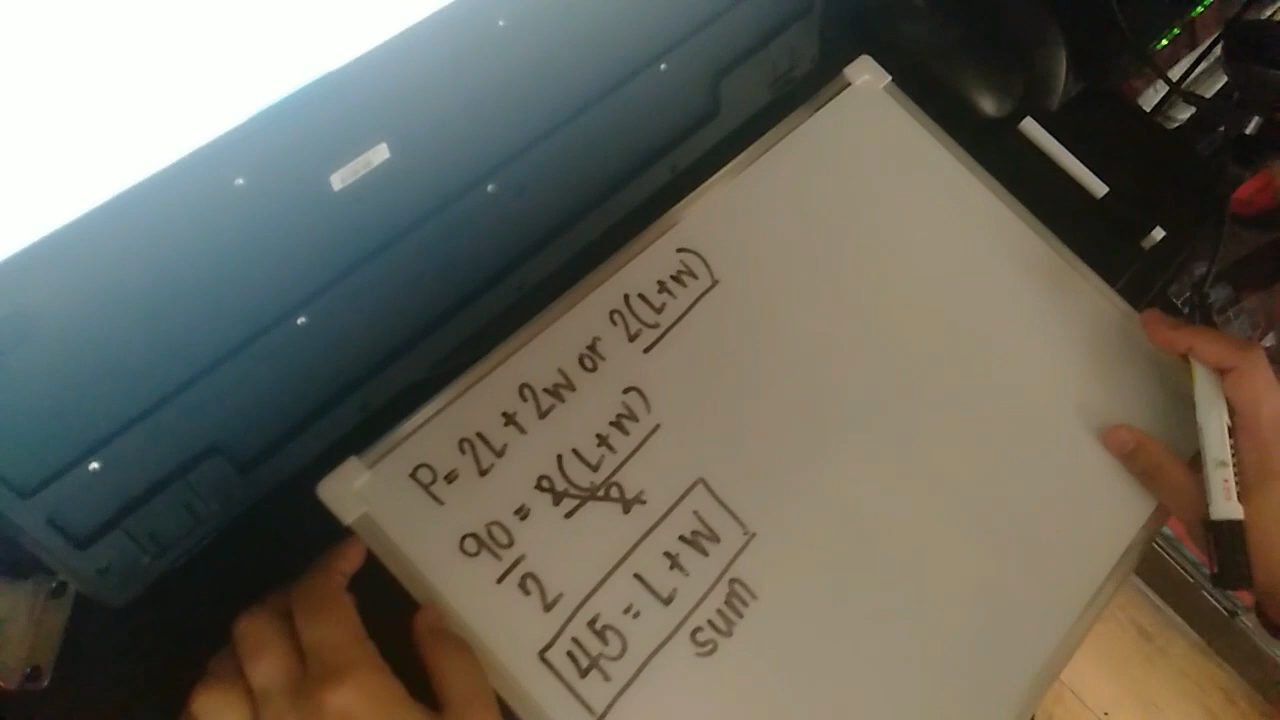 P = 2L + 2W or 2(L+W)
90 = 2(L+W)
2 2
45 = L + W
sum